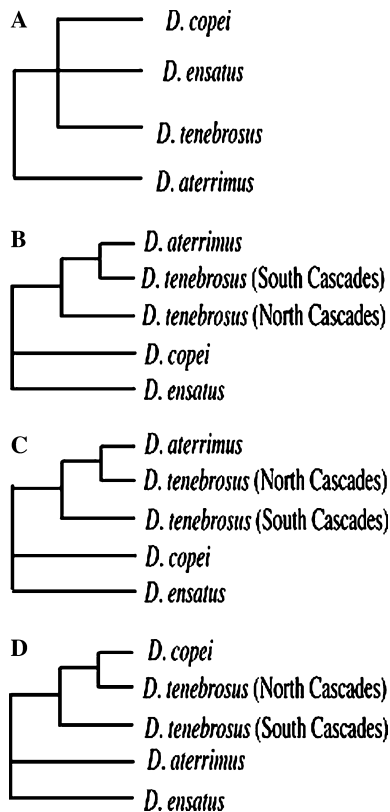 A
D. copei
D. ensatus
D. tenebrosus
D. aterrimus
B
D. aterrimus
D. tenebrosus (South Cascades)
D. tenebrosus (North Cascades)
D. copei
D. ensatus
C
D. aterrimus
D. tenebrosus (North Cascades)
D. tenebrosus (South Cascades)
D. copei
D. ensatus
D
D. copei
D. tenebrosus (North Cascades)
D. tenebrosus (South Cascades)
D. aterrimus
D. ensatus